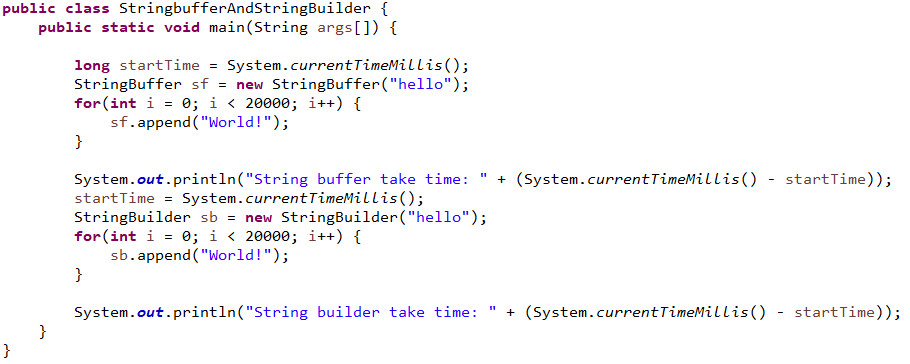 public class StringbufferAndStringBuilder {
    public static void main(String args[]) {

        long startTime = System.currentTimeMillis();
        StringBuffer sf = new StringBuffer("hello");
        for(int i = 0; i < 20000; i++) {
            sf.append("World!");
        }

        System.out.println("String buffer take time: " + (System.currentTimeMillis() - startTime));
        startTime = System.currentTimeMillis();
        StringBuilder sb = new StringBuilder("hello");
        for(int i = 0; i < 20000; i++) {
            sb.append("World!");
        }

        System.out.println("String builder take time: " + (System.currentTimeMillis() - startTime));
    }
}